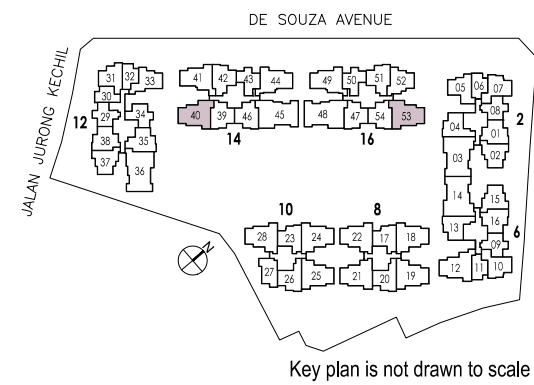 DE SOUZA AVENUE
JALAN JURONG KECHIL
31 32 33 41 42 43 44 49 50 51 52 05 06 07
30 08
12 29 34 40 39 46 45 48 47 54 53 04 01 2
38 35 14 16 03 02
37 36
14 15
10 8 13 16 6
28 23 24 22 17 18 09
N
27 26 25 21 20 19 12 11 10
Key plan is not drawn to scale